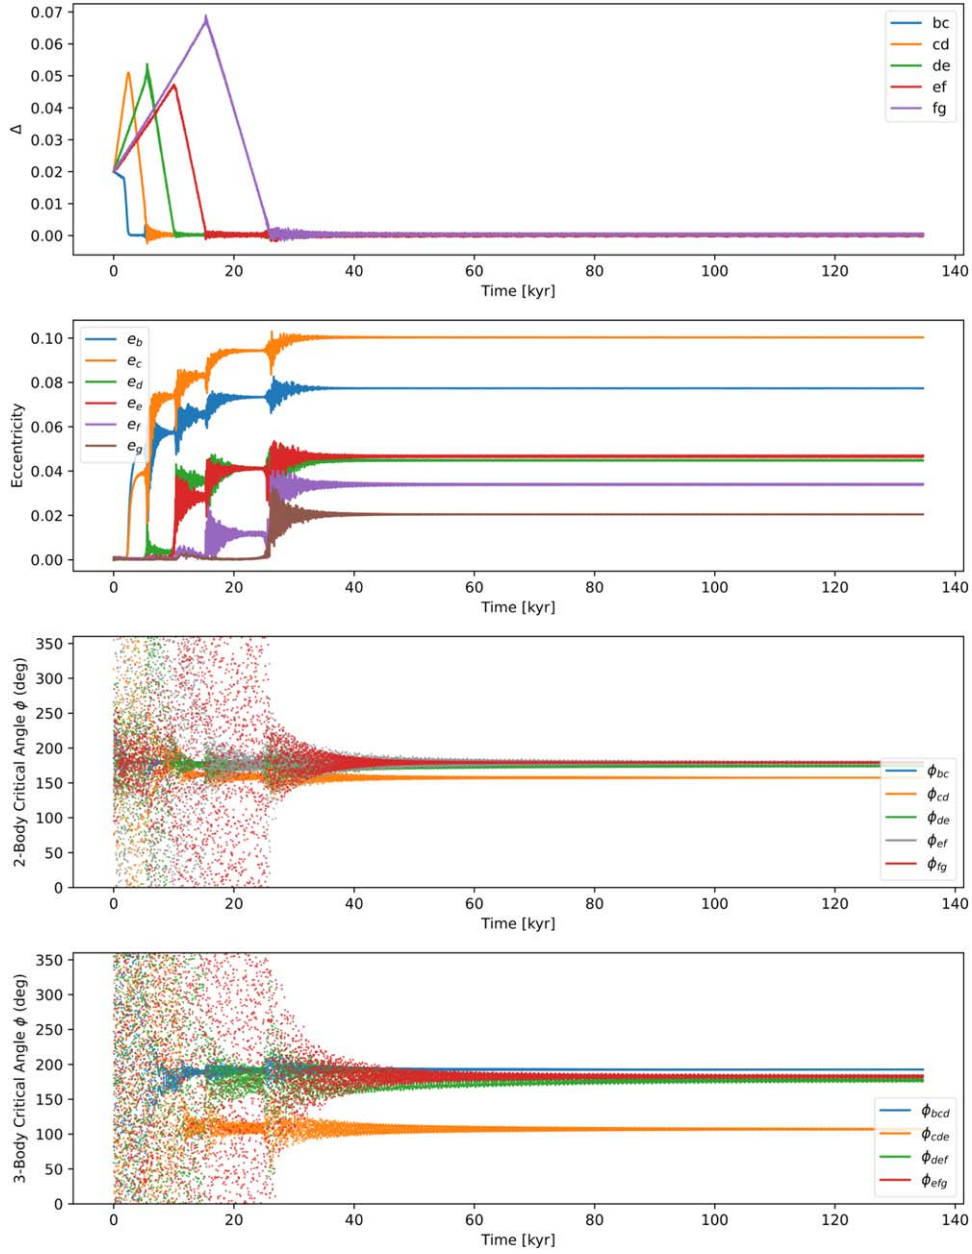 0.07
0.06
0.05
0.04
0.03
0.02
0.01
0.00
Δ
bc
cd
de
ef
fg
0 20 40 60 80 100 120 140
Time [kyr]
0.10
0.08
0.06
0.04
0.02
0.00
Eccentricity
e_b
e_c
e_d
e_e
e_f
e_g
0 20 40 60 80 100 120 140
Time [kyr]
350
300
250
200
150
100
50
0
2-Body Critical Angle ϕ (deg)
ϕ_bc
ϕ_cd
ϕ_de
ϕ_ef
ϕ_fg
0 20 40 60 80 100 120 140
Time [kyr]
350
300
250
200
150
100
50
0
3-Body Critical Angle ϕ (deg)
ϕ_bcd
ϕ_cde
ϕ_def
ϕ_efg
0 20 40 60 80 100 120 140
Time [kyr]